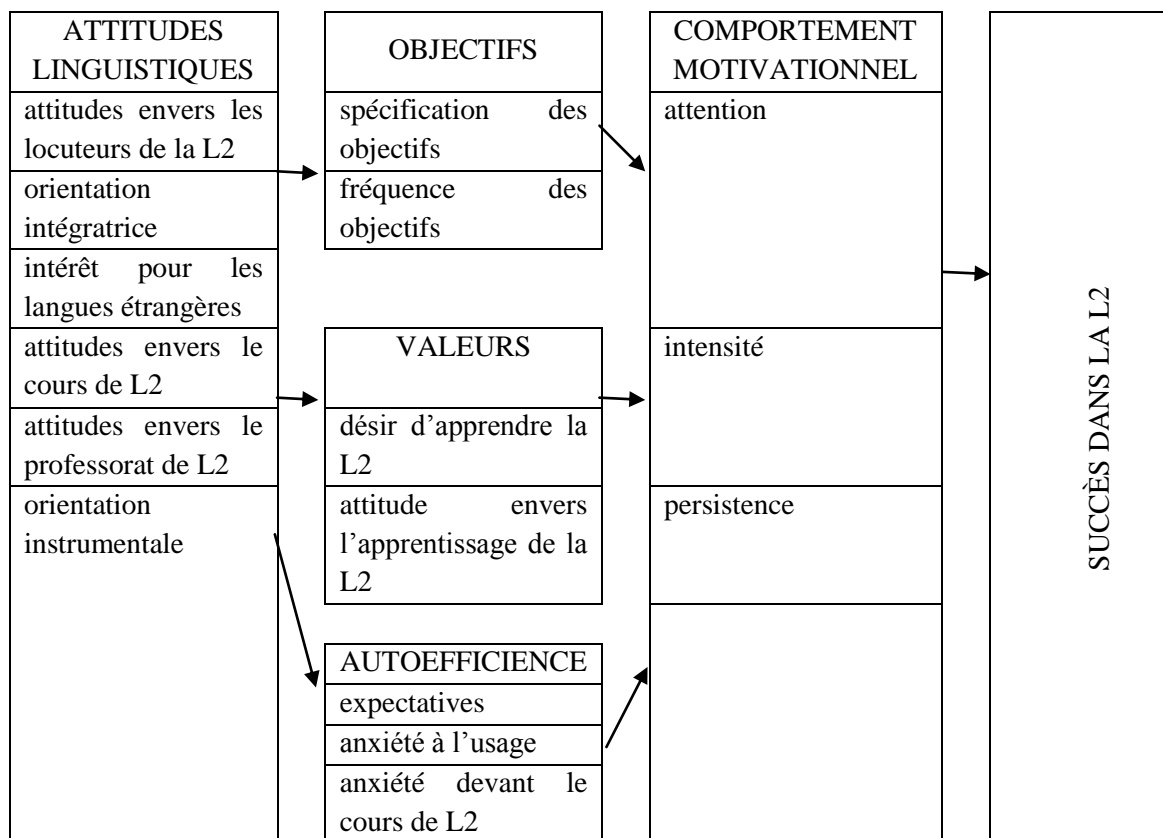 ATTITUDES
LINGUISTIQUES
attitudes envers les
locuteurs de la L2
orientation
intégratrice
intérêt pour les
langues étrangères
attitudes envers le
cours de L2
attitudes envers le
professorat de L2
orientation
instrumentale
OBJECTIFS
spécification des
objectifs
fréquence des
objectifs
VALEURS
désir d’apprendre la
L2
attitude envers
l’apprentissage de la
L2
AUTOEFFICIENCE
expectatives
anxiété à l’usage
anxiété devant le
cours de L2
COMPORTEMENT
MOTIVATIONNEL
attention
intensité
persistence
SUCCÈS DANS LA L2